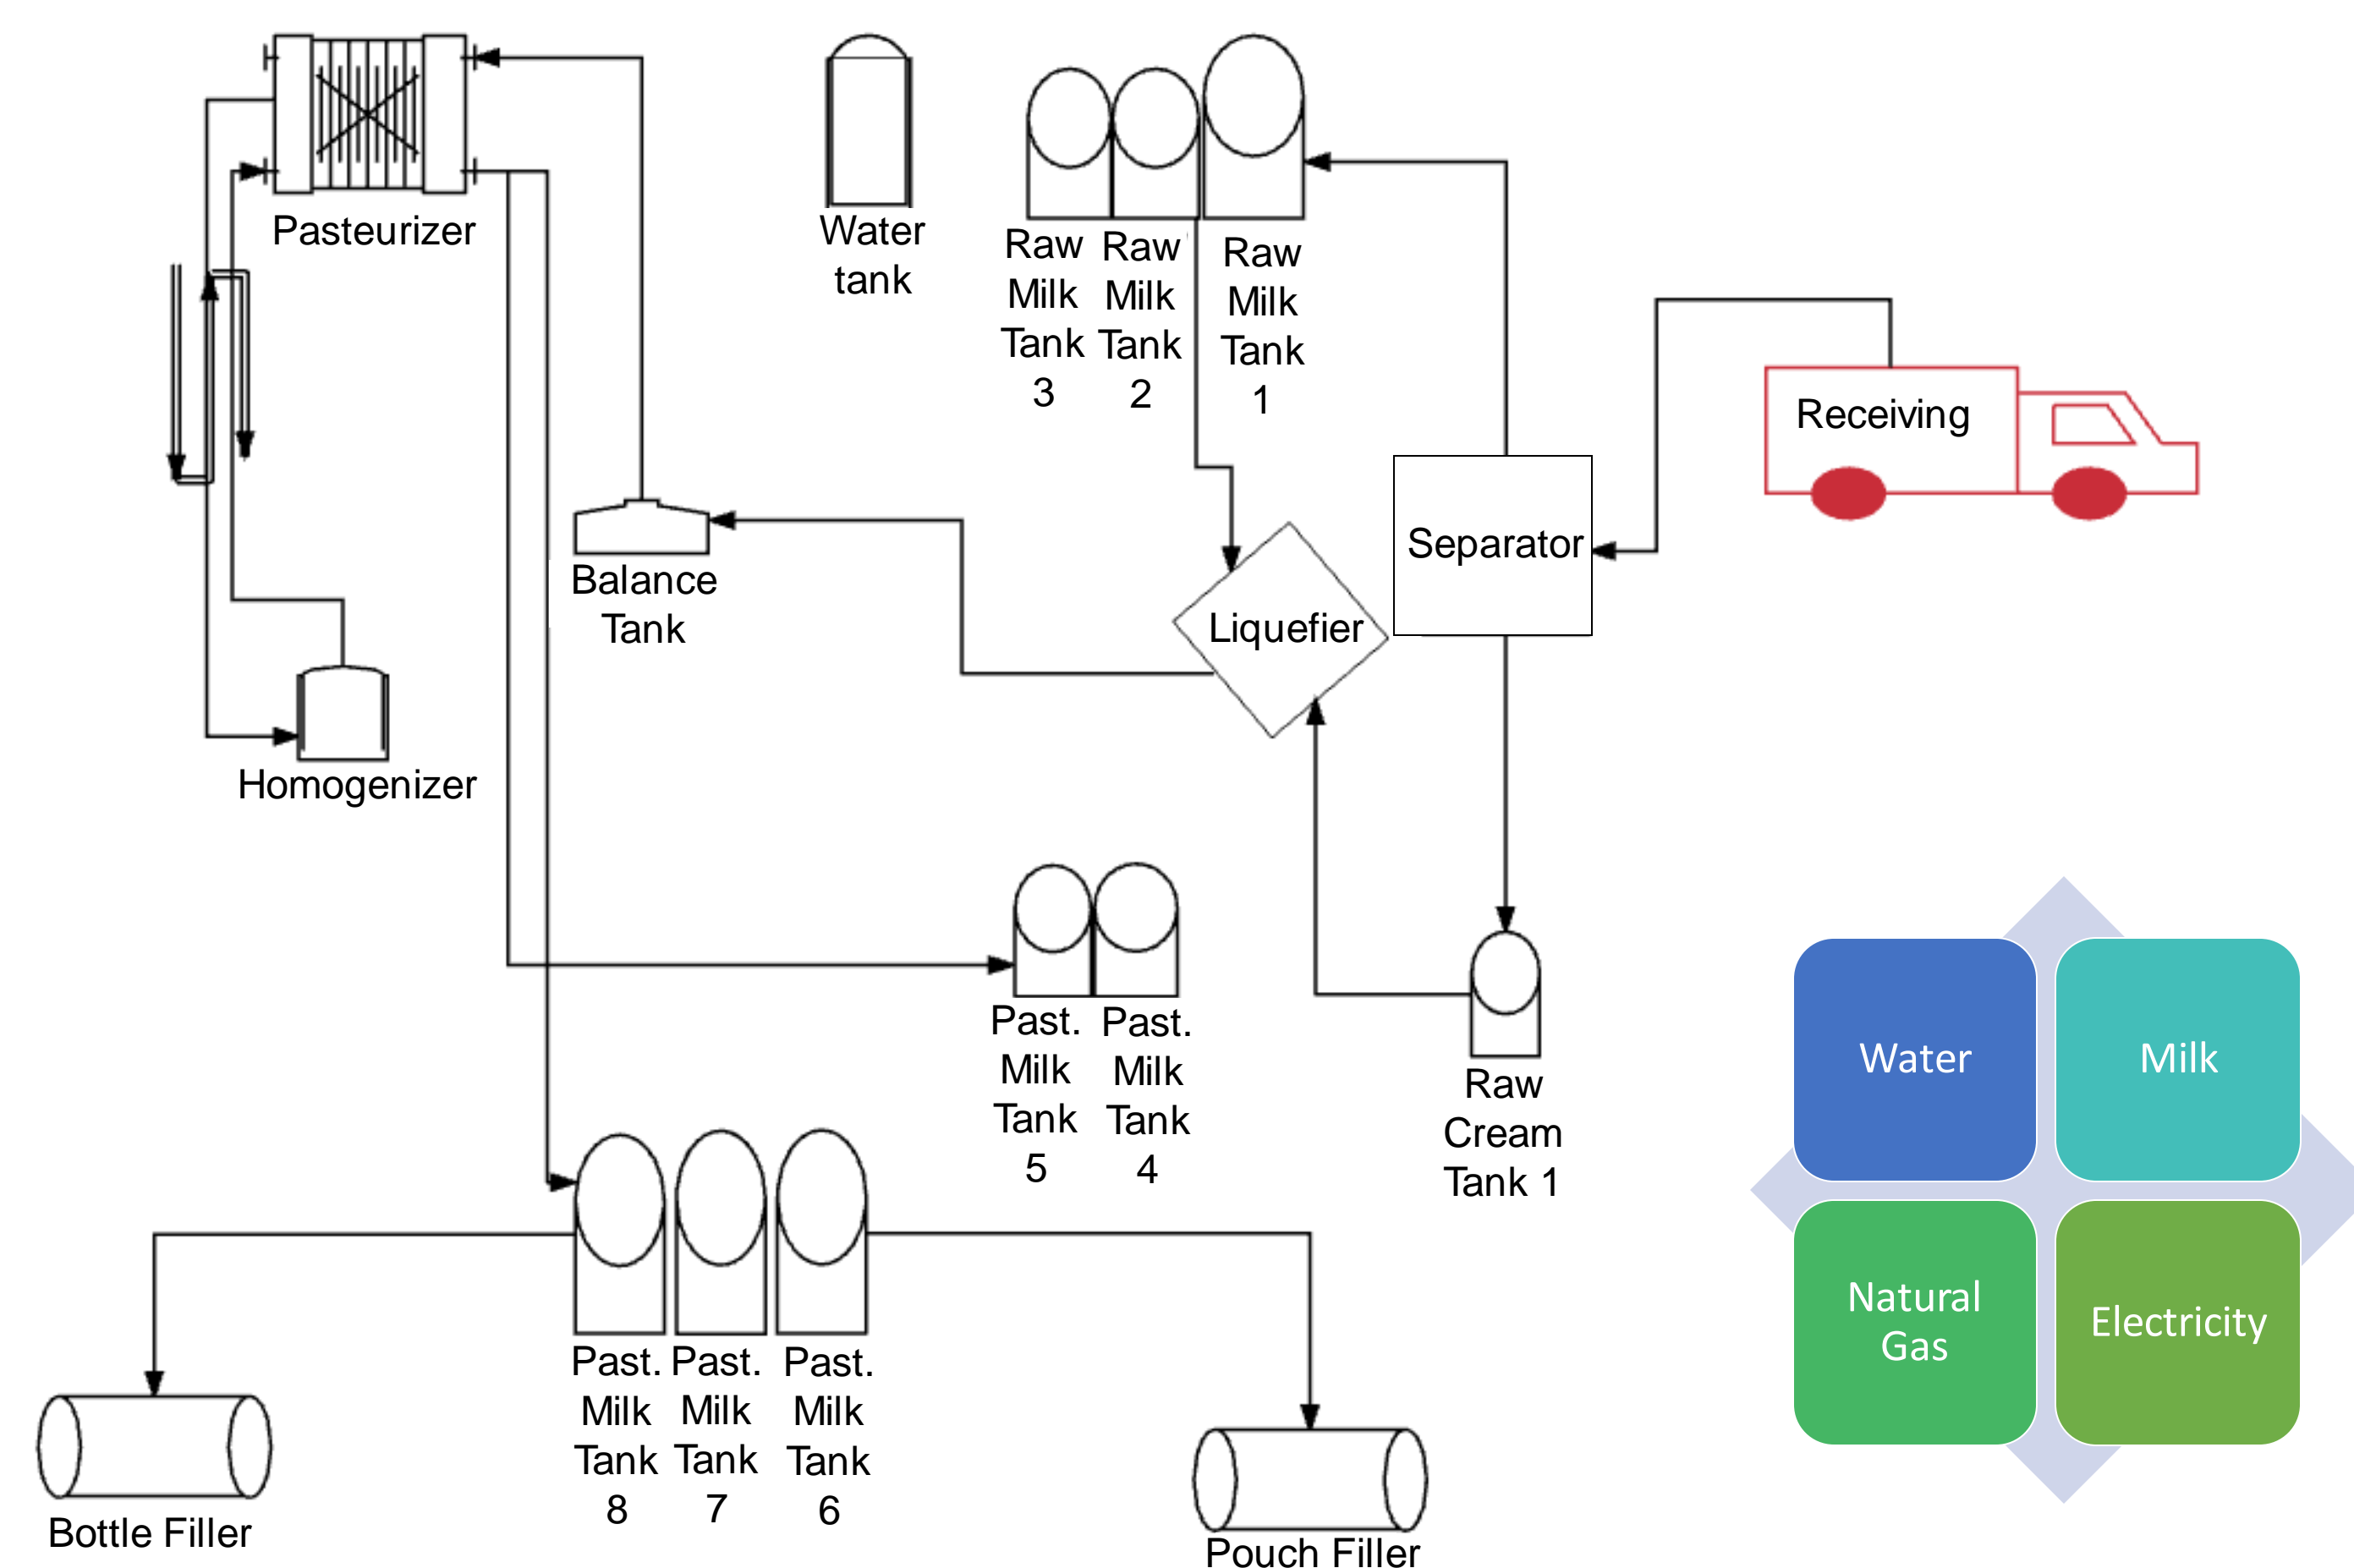 Pasteurizer
Water
tank
Raw
Milk
Tank
3
Raw
Milk
Tank
2
Raw
Milk
Tank
1
Receiving
Separator
Balance
Tank
Liquefier
Homogenizer
Past.
Milk
Tank
5
Past.
Milk
Tank
4
Raw
Cream
Tank 1
Water
Milk
Natural
Gas
Electricity
Past.
Milk
Tank
8
Past.
Milk
Tank
7
Past.
Milk
Tank
6
Bottle Filler
Pouch Filler